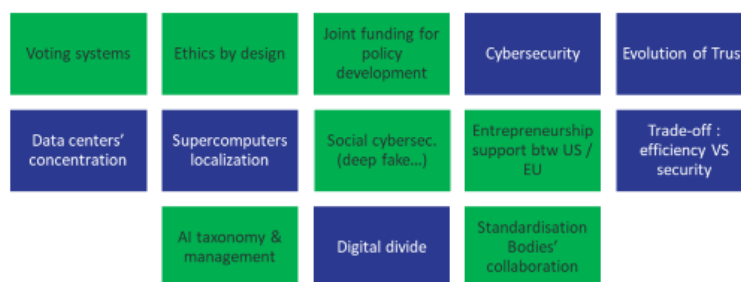 Voting systems
Ethics by design
Joint funding for
policy
development
Cybersecurity
Evolution of Trus
Data centers'
concentration
Supercomputers
localization
Social cybersec.
(deep fake...)
Entrepreneurship
support btw US /
EU
Trade-off :
efficiency VS
security
AI taxonomy &
management
Digital divide
Standardisation
Bodies'
collaboration